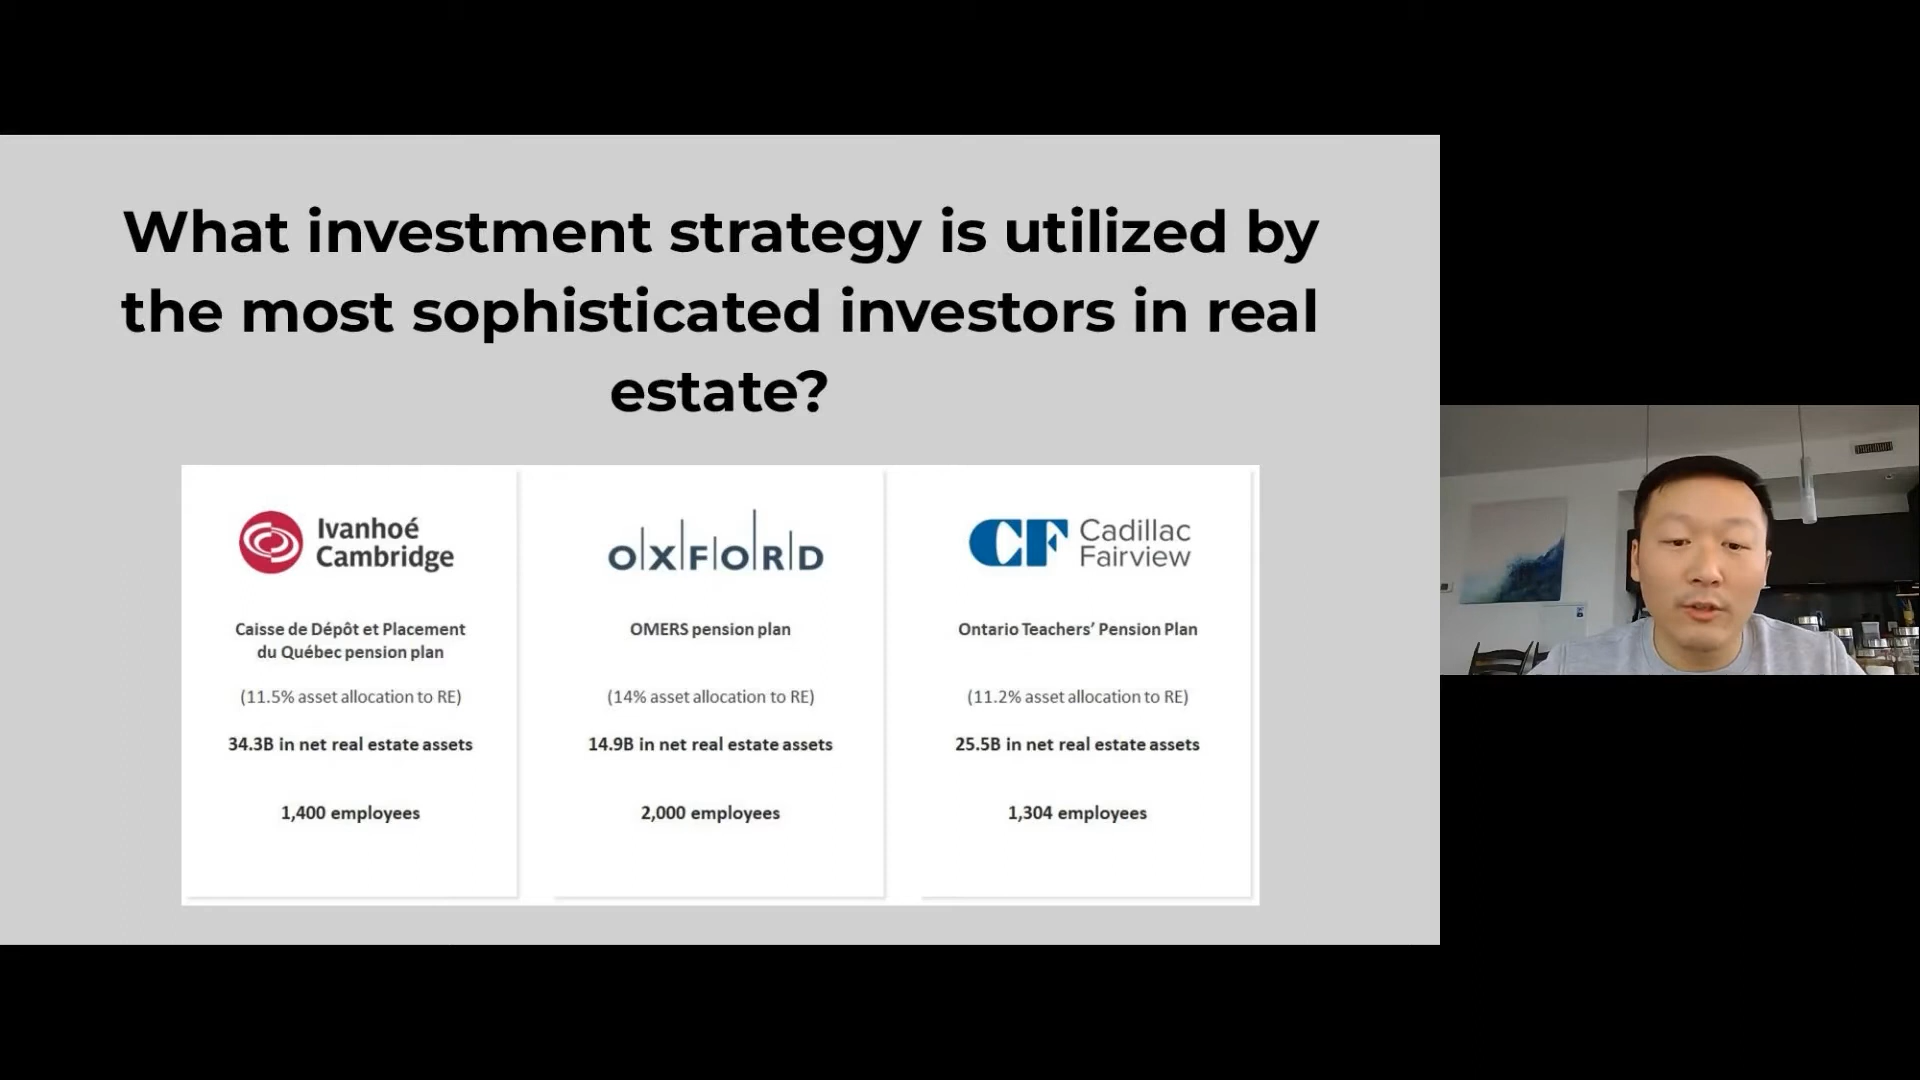 What investment strategy is utilized by
the most sophisticated investors in real
estate?
Ivanhoé
Cambridge
Caisse de Dépôt et Placement
du Québec pension plan
(11.5% asset allocation to RE)
34.3B in net real estate assets
1,400 employees
OXFORD
OMERS pension plan
(14% asset allocation to RE)
14.9B in net real estate assets
2,000 employees
CF Cadillac
Fairview
Ontario Teachers' Pension Plan
(11.2% asset allocation to RE)
25.5B in net real estate assets
1,304 employees